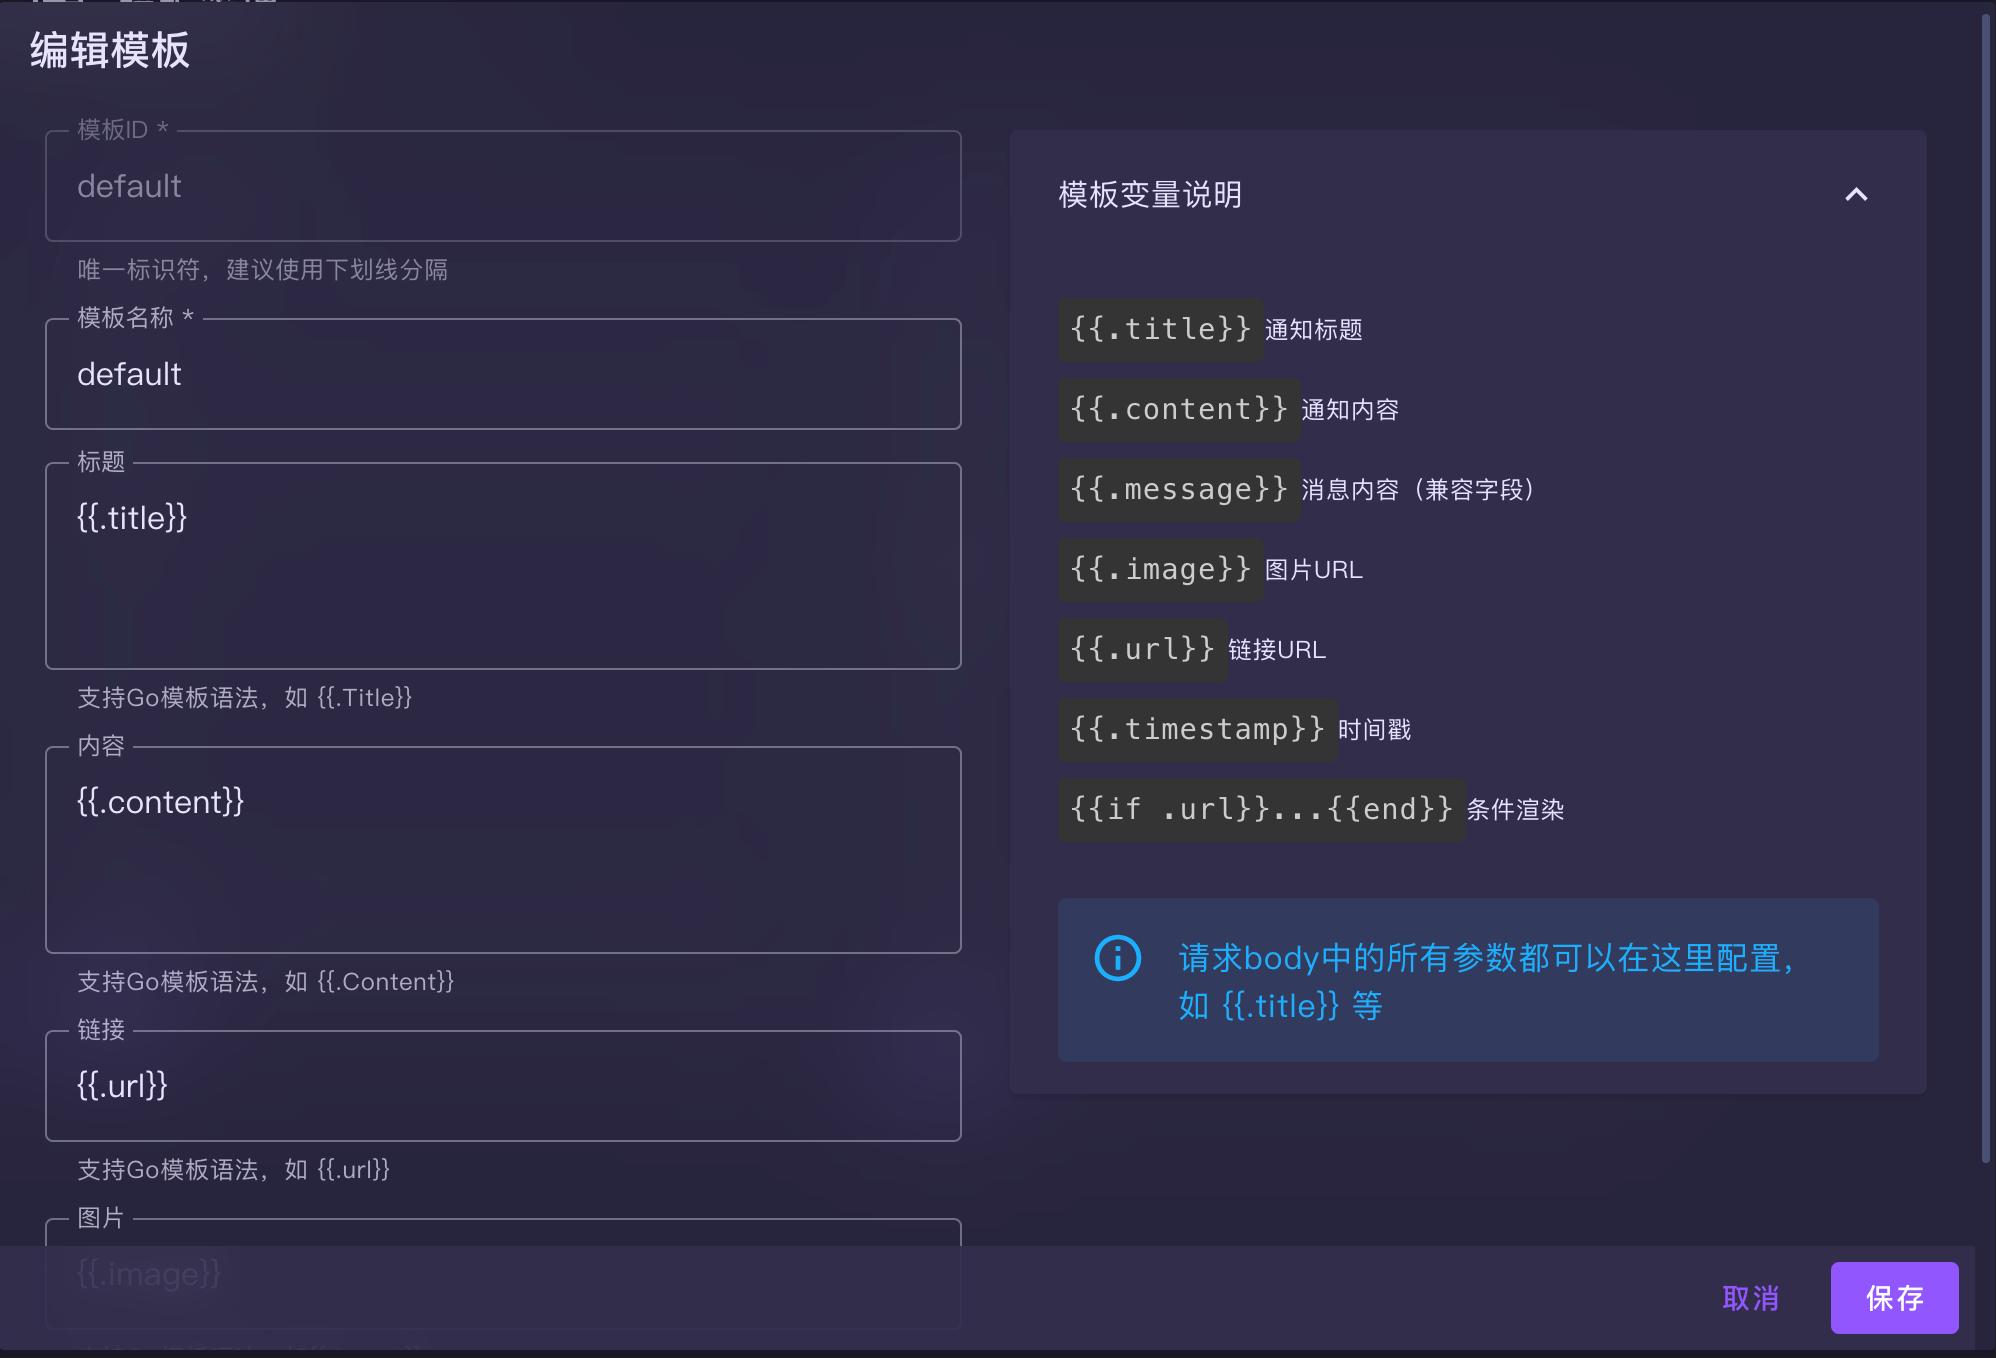 编辑模板
模板ID *
default
唯一标识符，建议使用下划线分隔
模板名称 *
default
标题
{{.title}}
支持Go模板语法，如 {{.Title}}
内容
{{.content}}
支持Go模板语法，如 {{.Content}}
链接
{{.url}}
支持Go模板语法，如 {{.url}}
图片
{{.image}}
模板变量说明
{{.title}} 通知标题
{{.content}} 通知内容
{{.message}} 消息内容（兼容字段）
{{.image}} 图片URL
{{.url}} 链接URL
{{.timestamp}} 时间戳
{{if .url}}...{{end}} 条件渲染
请求body中的所有参数都可以在这里配置，
如 {{.title}} 等
取消
保存